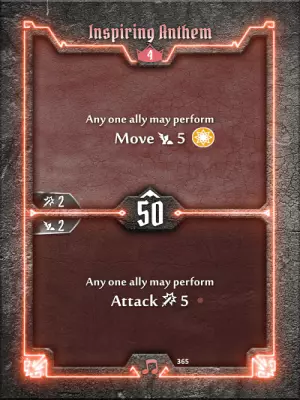 Inspiring Anthem
4
Any one ally may perform
Move 5
2
50
2
Any one ally may perform
Attack 5
365